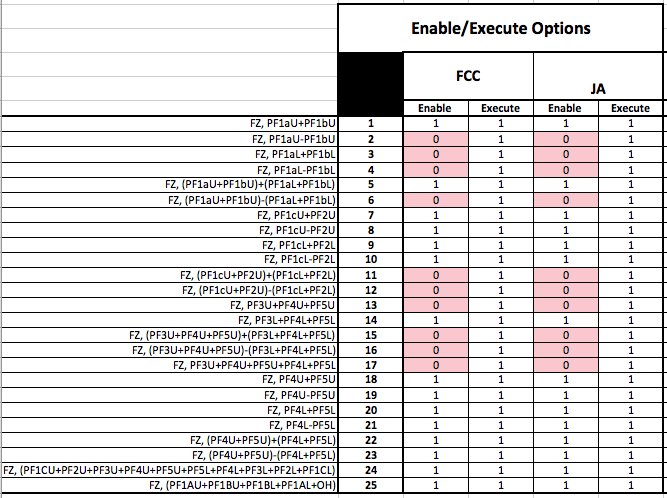 Enable/Execute Options
FCC JA
Enable Execute Enable Execute
FZ, PF1aU+PF1bU 1 1 1 1 1
FZ, PF1aU-PF1bU 2 0 1 0 1
FZ, PF1aL+PF1bL 3 0 1 0 1
FZ, PF1aL-PF1bL 4 0 1 0 1
FZ, (PF1aU+PF1bU)+(PF1aL+PF1bL) 5 1 1 1 1
FZ, (PF1aU+PF1bU)-(PF1aL+PF1bL) 6 0 1 0 1
FZ, PF1cU+PF2U 7 1 1 1 1
FZ, PF1cU-PF2U 8 1 1 1 1
FZ, PF1cL+PF2L 9 1 1 1 1
FZ, PF1cL-PF2L 10 1 1 1 1
FZ, (PF1cU+PF2U)+(PF1cL+PF2L) 11 0 1 0 1
FZ, (PF1cU+PF2U)-(PF1cL+PF2L) 12 0 1 0 1
FZ, PF3U+PF4U+PF5U 13 0 1 0 1
FZ, PF3L+PF4L+PF5L 14 1 1 1 1
FZ, (PF3U+PF4U+PF5U)+(PF3L+PF4L+PF5L) 15 0 1 0 1
FZ, (PF3U+PF4U+PF5U)-(PF3L+PF4L+PF5L) 16 0 1 0 1
FZ, PF3U+PF4U+PF5U+PF4L+PF5L 17 0 1 0 1
FZ, PF4U+PF5U 18 1 1 1 1
FZ, PF4U-PF5U 19 1 1 1 1
FZ, PF4L+PF5L 20 1 1 1 1
FZ, PF4L-PF5L 21 1 1 1 1
FZ, (PF4U+PF5U)+(PF4L+PF5L) 22 1 1 1 1
FZ, (PF4U+PF5U)-(PF4L+PF5L) 23 1 1 1 1
FZ, (PF1CU+PF2U+PF3U+PF4U+PF5U+PF5L+PF4L+PF3L+PF2L+PF1CL) 24 1 1 1 1
FZ, (PF1AU+PF1BU+PF1BL+PF1AL+OH) 25 1 1 1 1